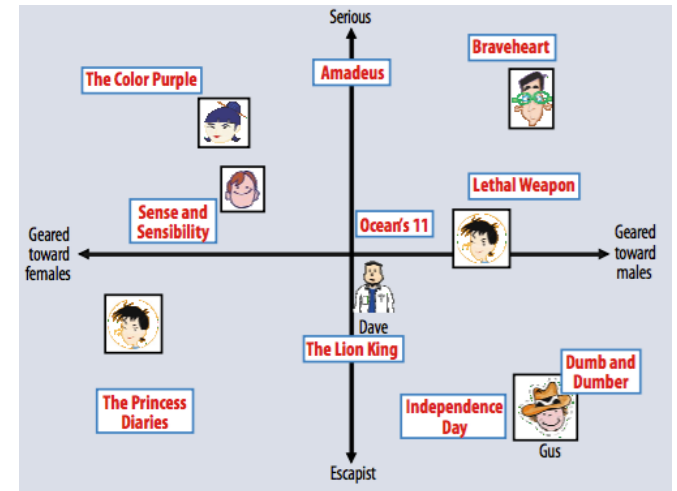 Serious
Braveheart
The Color Purple
Amadeus
Lethal Weapon
Sense and
Sensibility
Ocean's 11
Geared
toward
females
Geared
toward
males
Dave
The Lion King
Dumb and
Dumber
The Princess
Diaries
Independence
Day
Gus
Escapist